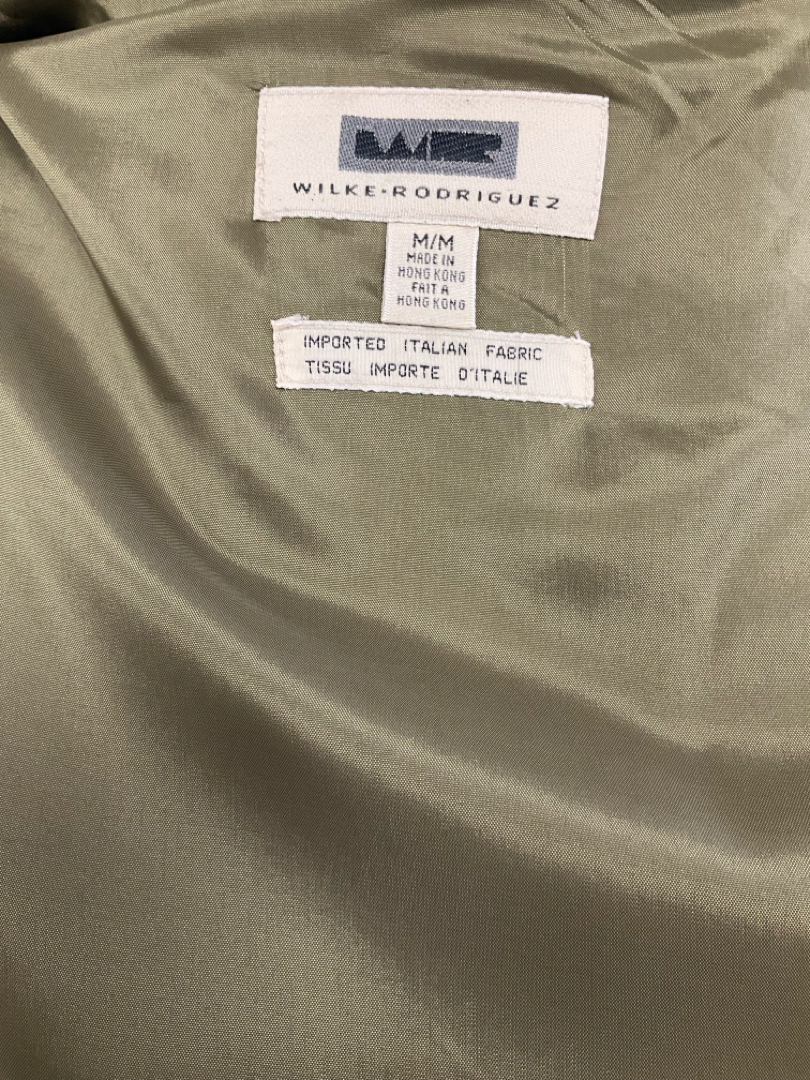 WILKE-RODRIGUEZ
M/M
MADE IN
HONG KONG
FAIT A
HONG KONG
IMPORTED ITALIAN FABRIC
TISSU IMPORTE D'ITALIE